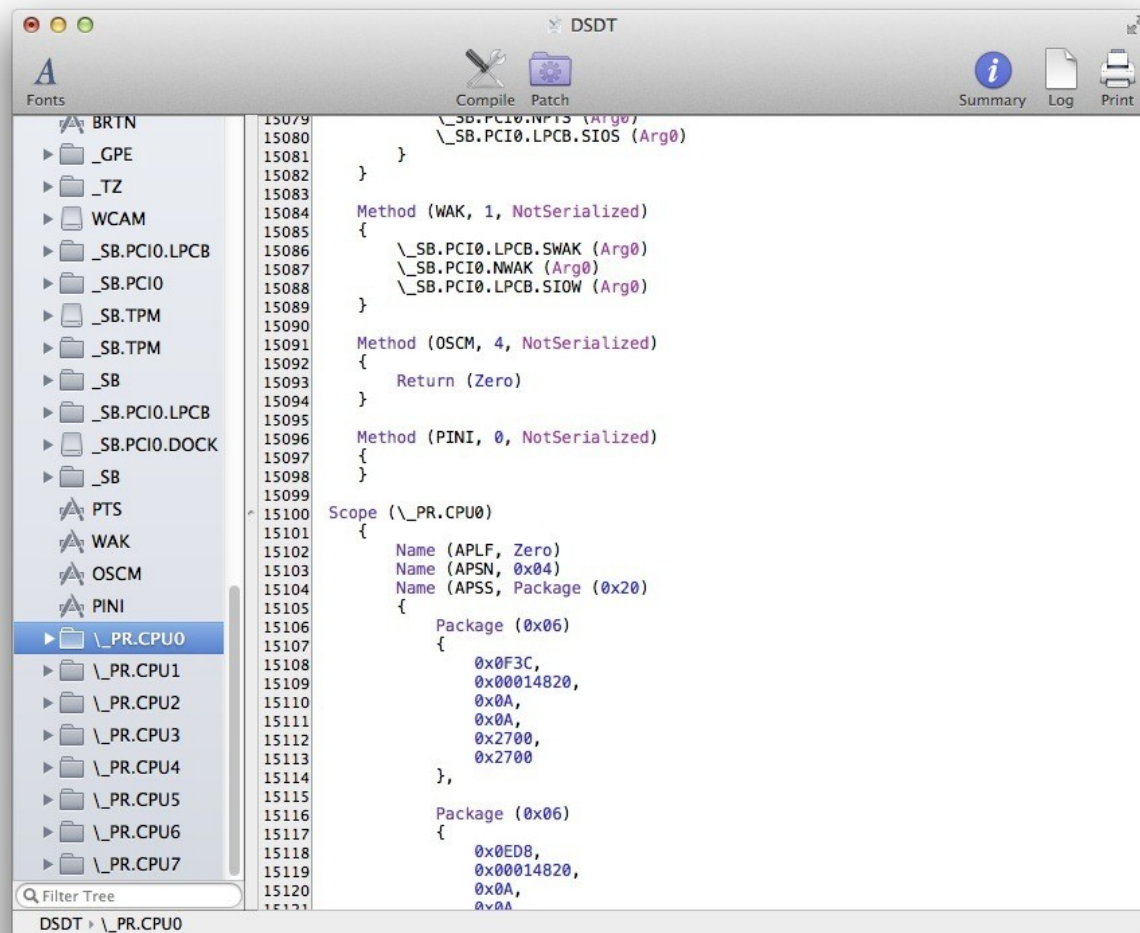 DSDT
Fonts
Compile
Patch
Summary
Log
Print
BRTN
_GPE
_TZ
WCAM
_SB.PCI0.LPCB
_SB.PCI0
_SB.TPM
_SB.TPM
_SB
_SB.PCI0.LPCB
_SB.PCI0.DOCK
_SB
PTS
WAK
OSCM
PINI
\_PR.CPU0
\_PR.CPU1
\_PR.CPU2
\_PR.CPU3
\_PR.CPU4
\_PR.CPU5
\_PR.CPU6
\_PR.CPU7
Filter Tree
DSDT › \_PR.CPU0
15079 \_SB.PCI0.NPTS (Arg0)
15080 \_SB.PCI0.LPCB.SIOS (Arg0)
15081 }
15082 }
15083
15084 Method (WAK, 1, NotSerialized)
15085 {
15086 \_SB.PCI0.LPCB.SWAK (Arg0)
15087 \_SB.PCI0.NWAK (Arg0)
15088 \_SB.PCI0.LPCB.SIOW (Arg0)
15089 }
15090
15091 Method (OSCM, 4, NotSerialized)
15092 {
15093 Return (Zero)
15094 }
15095
15096 Method (PINI, 0, NotSerialized)
15097 {
15098 }
15099
15100 Scope (\_PR.CPU0)
15101 {
15102 Name (APLF, Zero)
15103 Name (APSN, 0x04)
15104 Name (APSS, Package (0x20)
15105 {
15106 Package (0x06)
15107 {
15108 0x0F3C,
15109 0x00014820,
15110 0x0A,
15111 0x0A,
15112 0x2700,
15113 0x2700
15114 },
15115
15116 Package (0x06)
15117 {
15118 0x0ED8,
15119 0x00014820,
15120 0x0A,
15121 0x0A